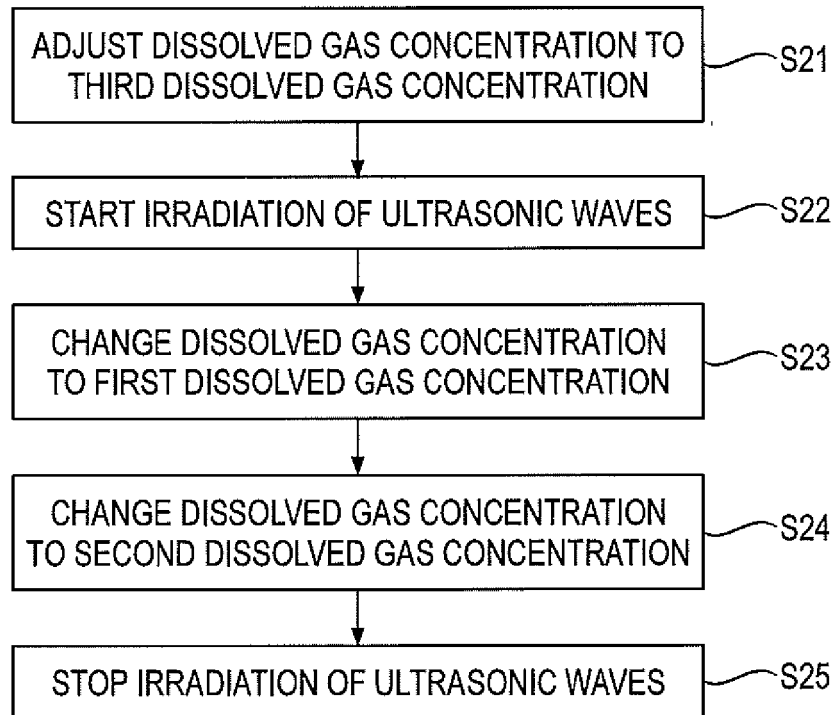 ADJUST DISSOLVED GAS CONCENTRATION TO
THIRD DISSOLVED GAS CONCENTRATION
S21
START IRRADIATION OF ULTRASONIC WAVES
S22
CHANGE DISSOLVED GAS CONCENTRATION
TO FIRST DISSOLVED GAS CONCENTRATION
S23
CHANGE DISSOLVED GAS CONCENTRATION
TO SECOND DISSOLVED GAS CONCENTRATION
S24
STOP IRRADIATION OF ULTRASONIC WAVES
S25